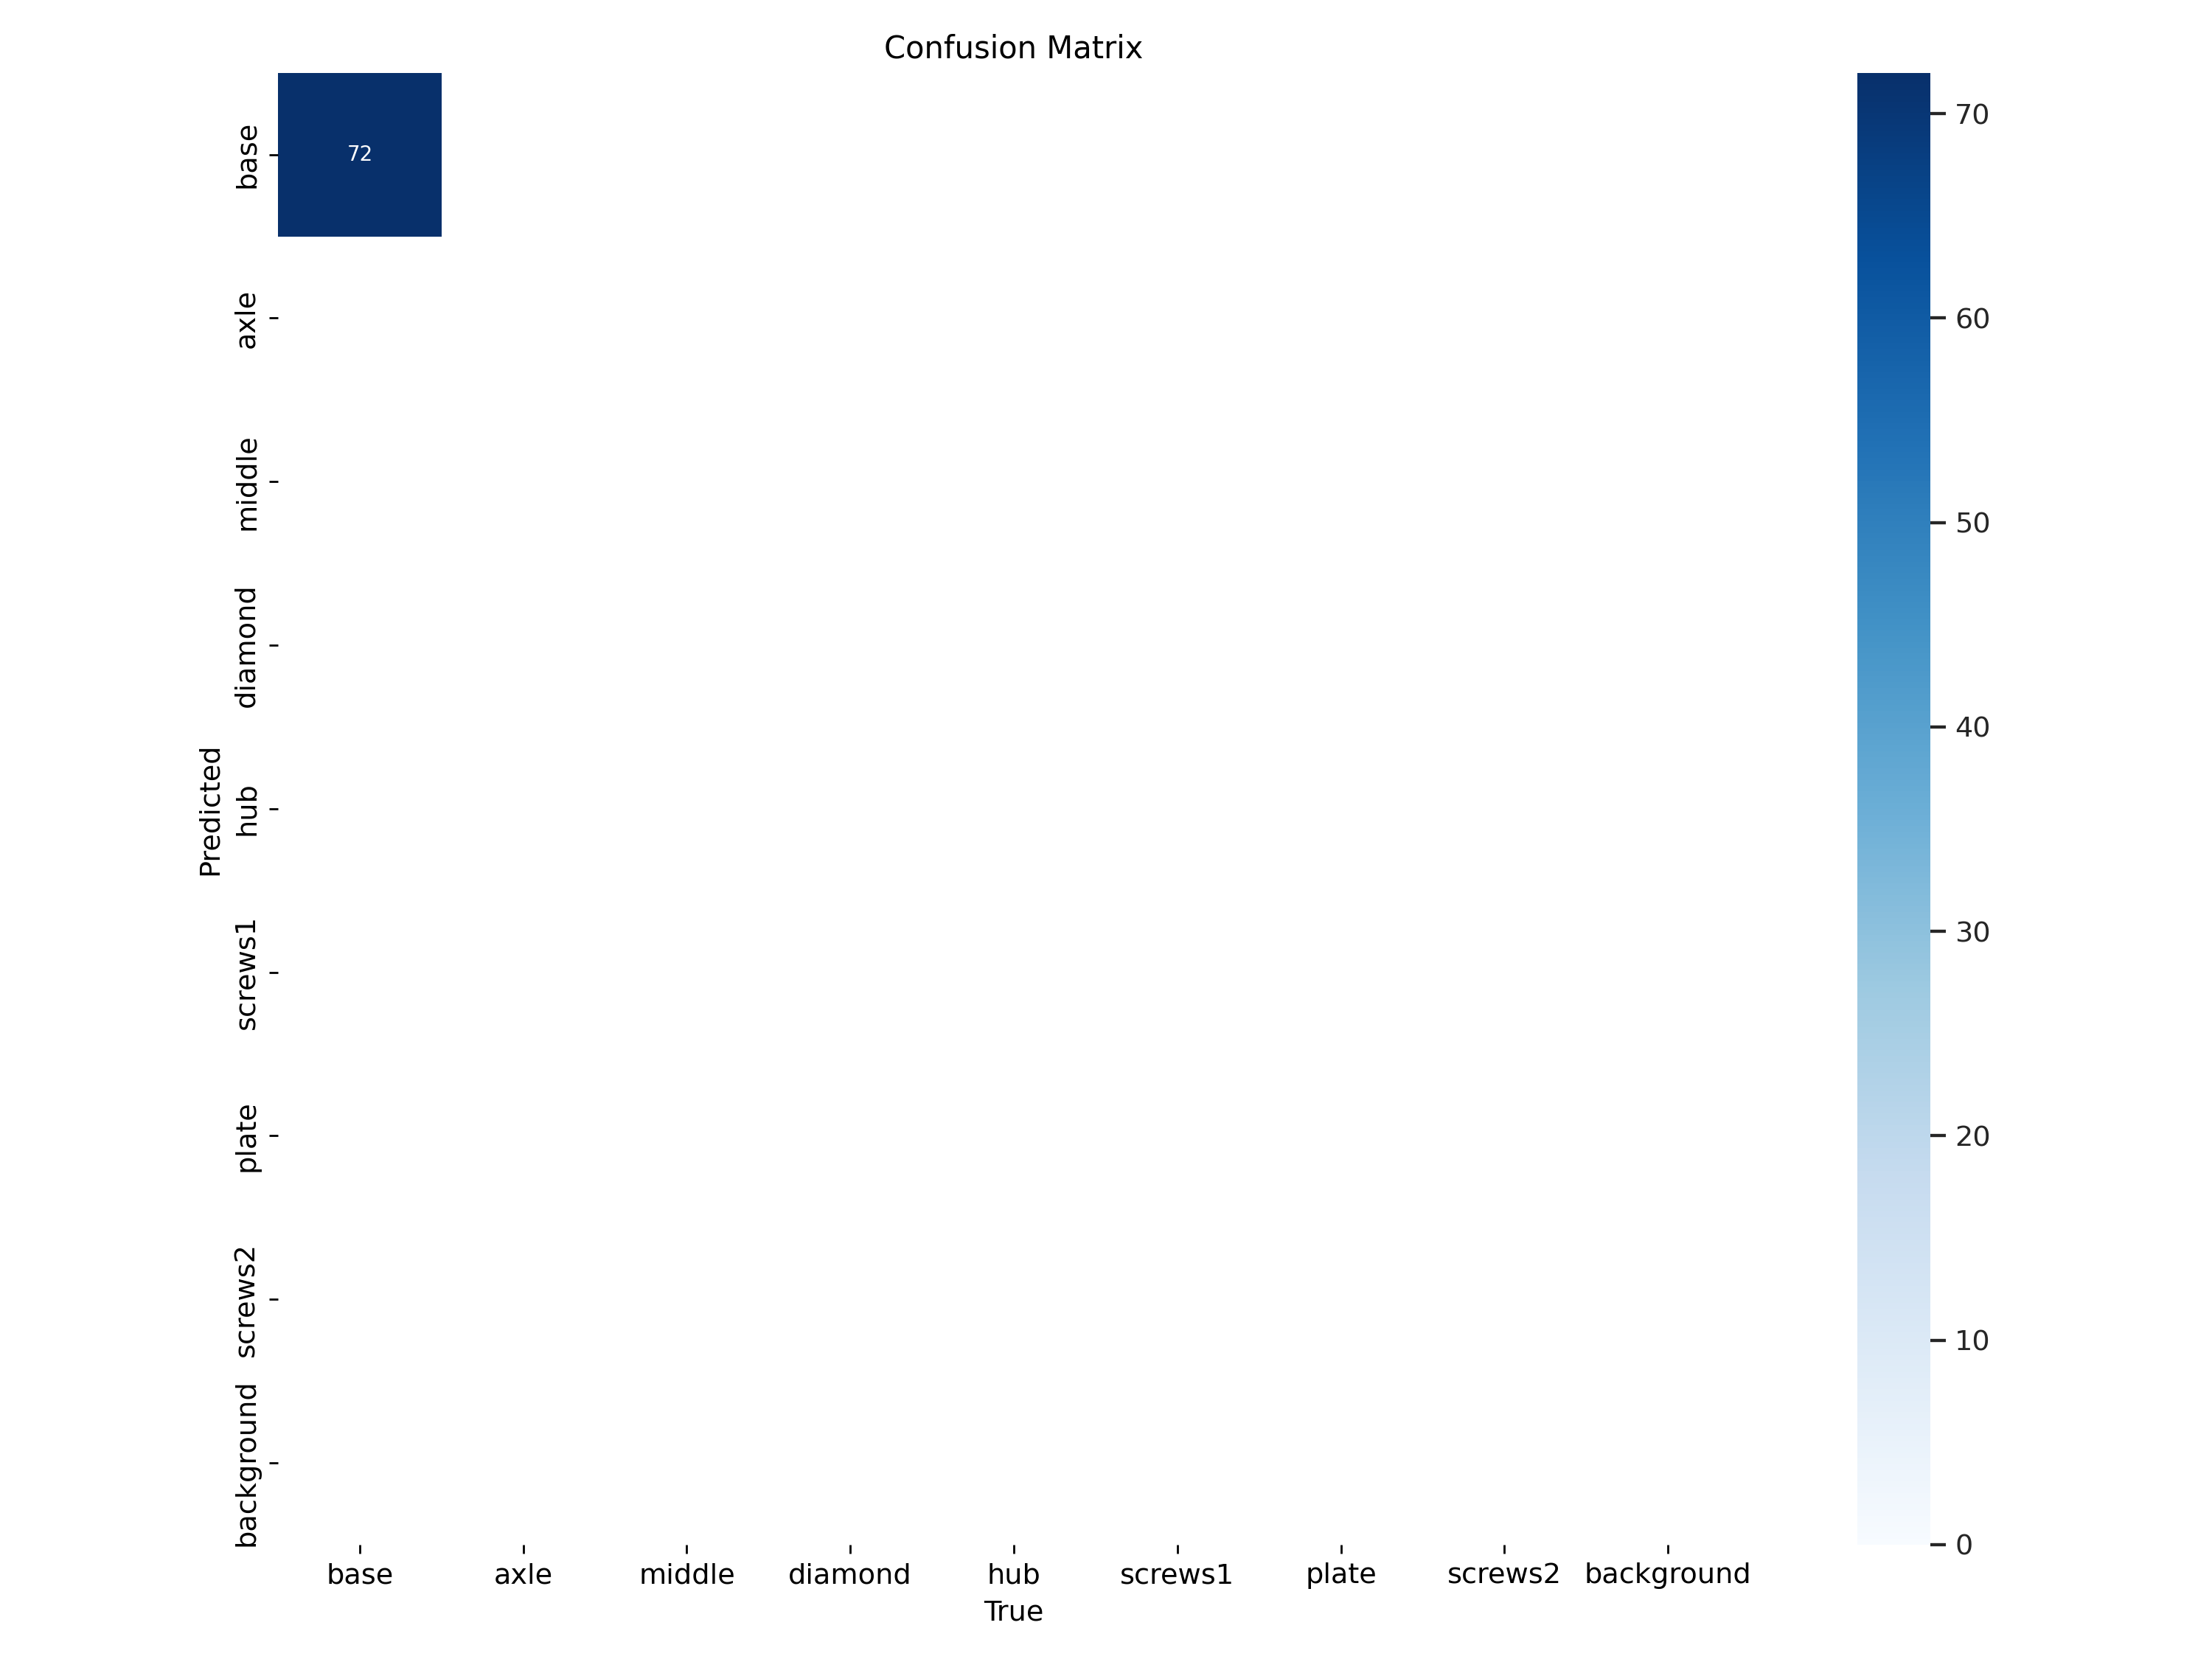 Confusion Matrix
Predicted
base
72
axle
middle
diamond
hub
screws1
plate
screws2
background
base axle middle diamond hub screws1 plate screws2 background
True
70
60
50
40
30
20
10
0